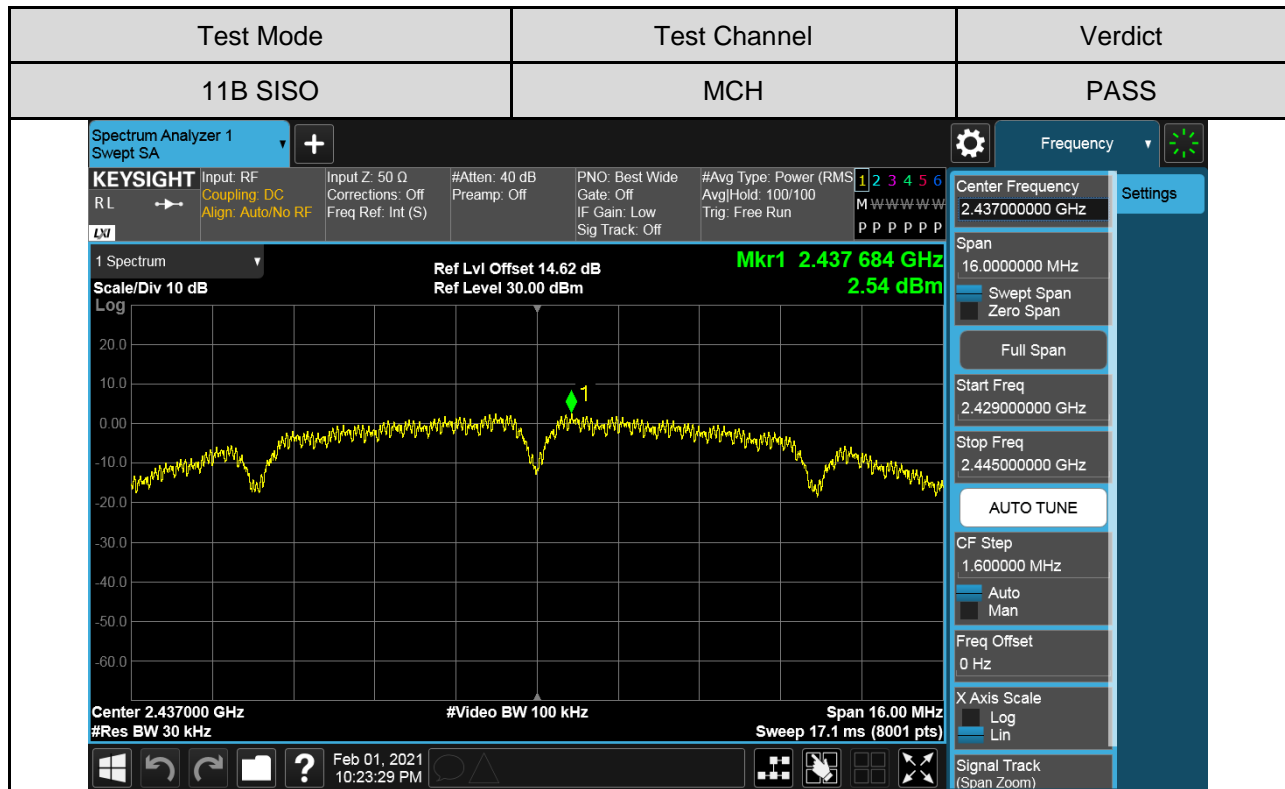 Test Mode Test Channel Verdict
11B SISO MCH PASS
Spectrum Analyzer 1
Swept SA
+
Frequency
KEYSIGHT
RL
LXI
Input: RF
Coupling: DC
Align: Auto/No RF
Input Z: 50 Ω
Corrections: Off
Freq Ref: Int (S)
#Atten: 40 dB
Preamp: Off
PNO: Best Wide
Gate: Off
IF Gain: Low
Sig Track: Off
#Avg Type: Power (RMS
Avg|Hold: 100/100
Trig: Free Run
1 2 3 4 5 6
M W W W W W
P P P P P P
1 Spectrum
Scale/Div 10 dB
Ref Lvl Offset 14.62 dB
Ref Level 30.00 dBm
Mkr1 2.437 684 GHz
2.54 dBm
Log
20.0
10.0
1
0.00
-10.0
-20.0
-30.0
-40.0
-50.0
-60.0
Center 2.437000 GHz
#Res BW 30 kHz
#Video BW 100 kHz
Span 16.00 MHz
Sweep 17.1 ms (8001 pts)
?
Feb 01, 2021
10:23:29 PM
Center Frequency
2.437000000 GHz
Settings
Span
16.0000000 MHz
Swept Span
Zero Span
Full Span
Start Freq
2.429000000 GHz
Stop Freq
2.445000000 GHz
AUTO TUNE
CF Step
1.600000 MHz
Auto
Man
Freq Offset
0 Hz
X Axis Scale
Log
Lin
Signal Track
(Span Zoom)